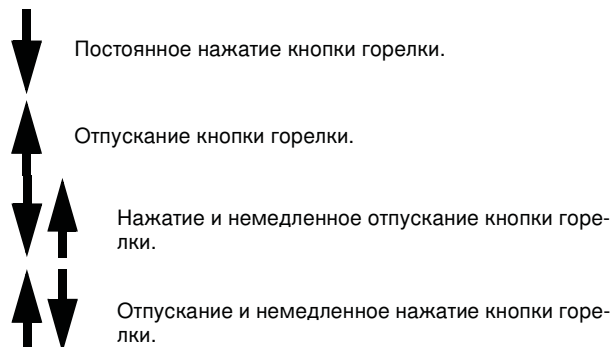 Постоянное нажатие кнопки горелки.
Отпускание кнопки горелки.
Нажатие и немедленное отпускание кнопки горе-
лки.
Отпускание и немедленное нажатие кнопки горе-
лки.